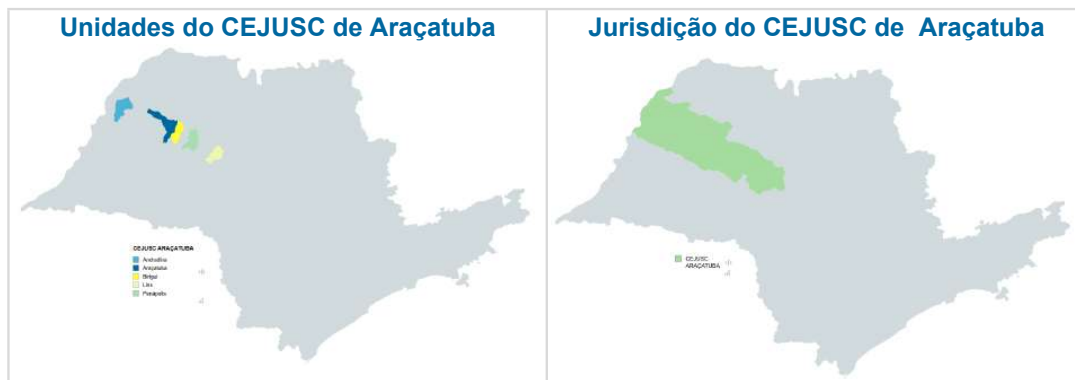 Unidades do CEJUSC de Araçatuba
Jurisdição do CEJUSC de Araçatuba
CEJUSC ARAÇATUBA
Andradina
Araçatuba
Birigui
Lins
Penápolis
CEJUSC
ARAÇATUBA